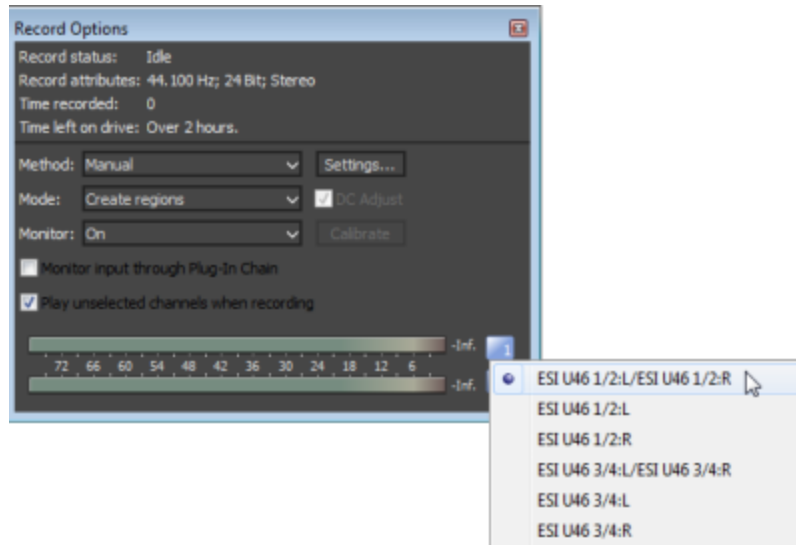 Record Options
Record status: Idle
Record attributes: 44.100 Hz; 24 Bit; Stereo
Time recorded: 0
Time left on drive: Over 2 hours.
Method: Manual Settings...
Mode: Create regions DC Adjust
Monitor: On Calibrate
Monitor input through Plug-In Chain
Play unselected channels when recording
-Inf. 1
72 66 60 54 48 42 36 30 24 18 12 6
-Inf.
ESI U46 1/2:L/ESI U46 1/2:R
ESI U46 1/2:L
ESI U46 1/2:R
ESI U46 3/4:L/ESI U46 3/4:R
ESI U46 3/4:L
ESI U46 3/4:R